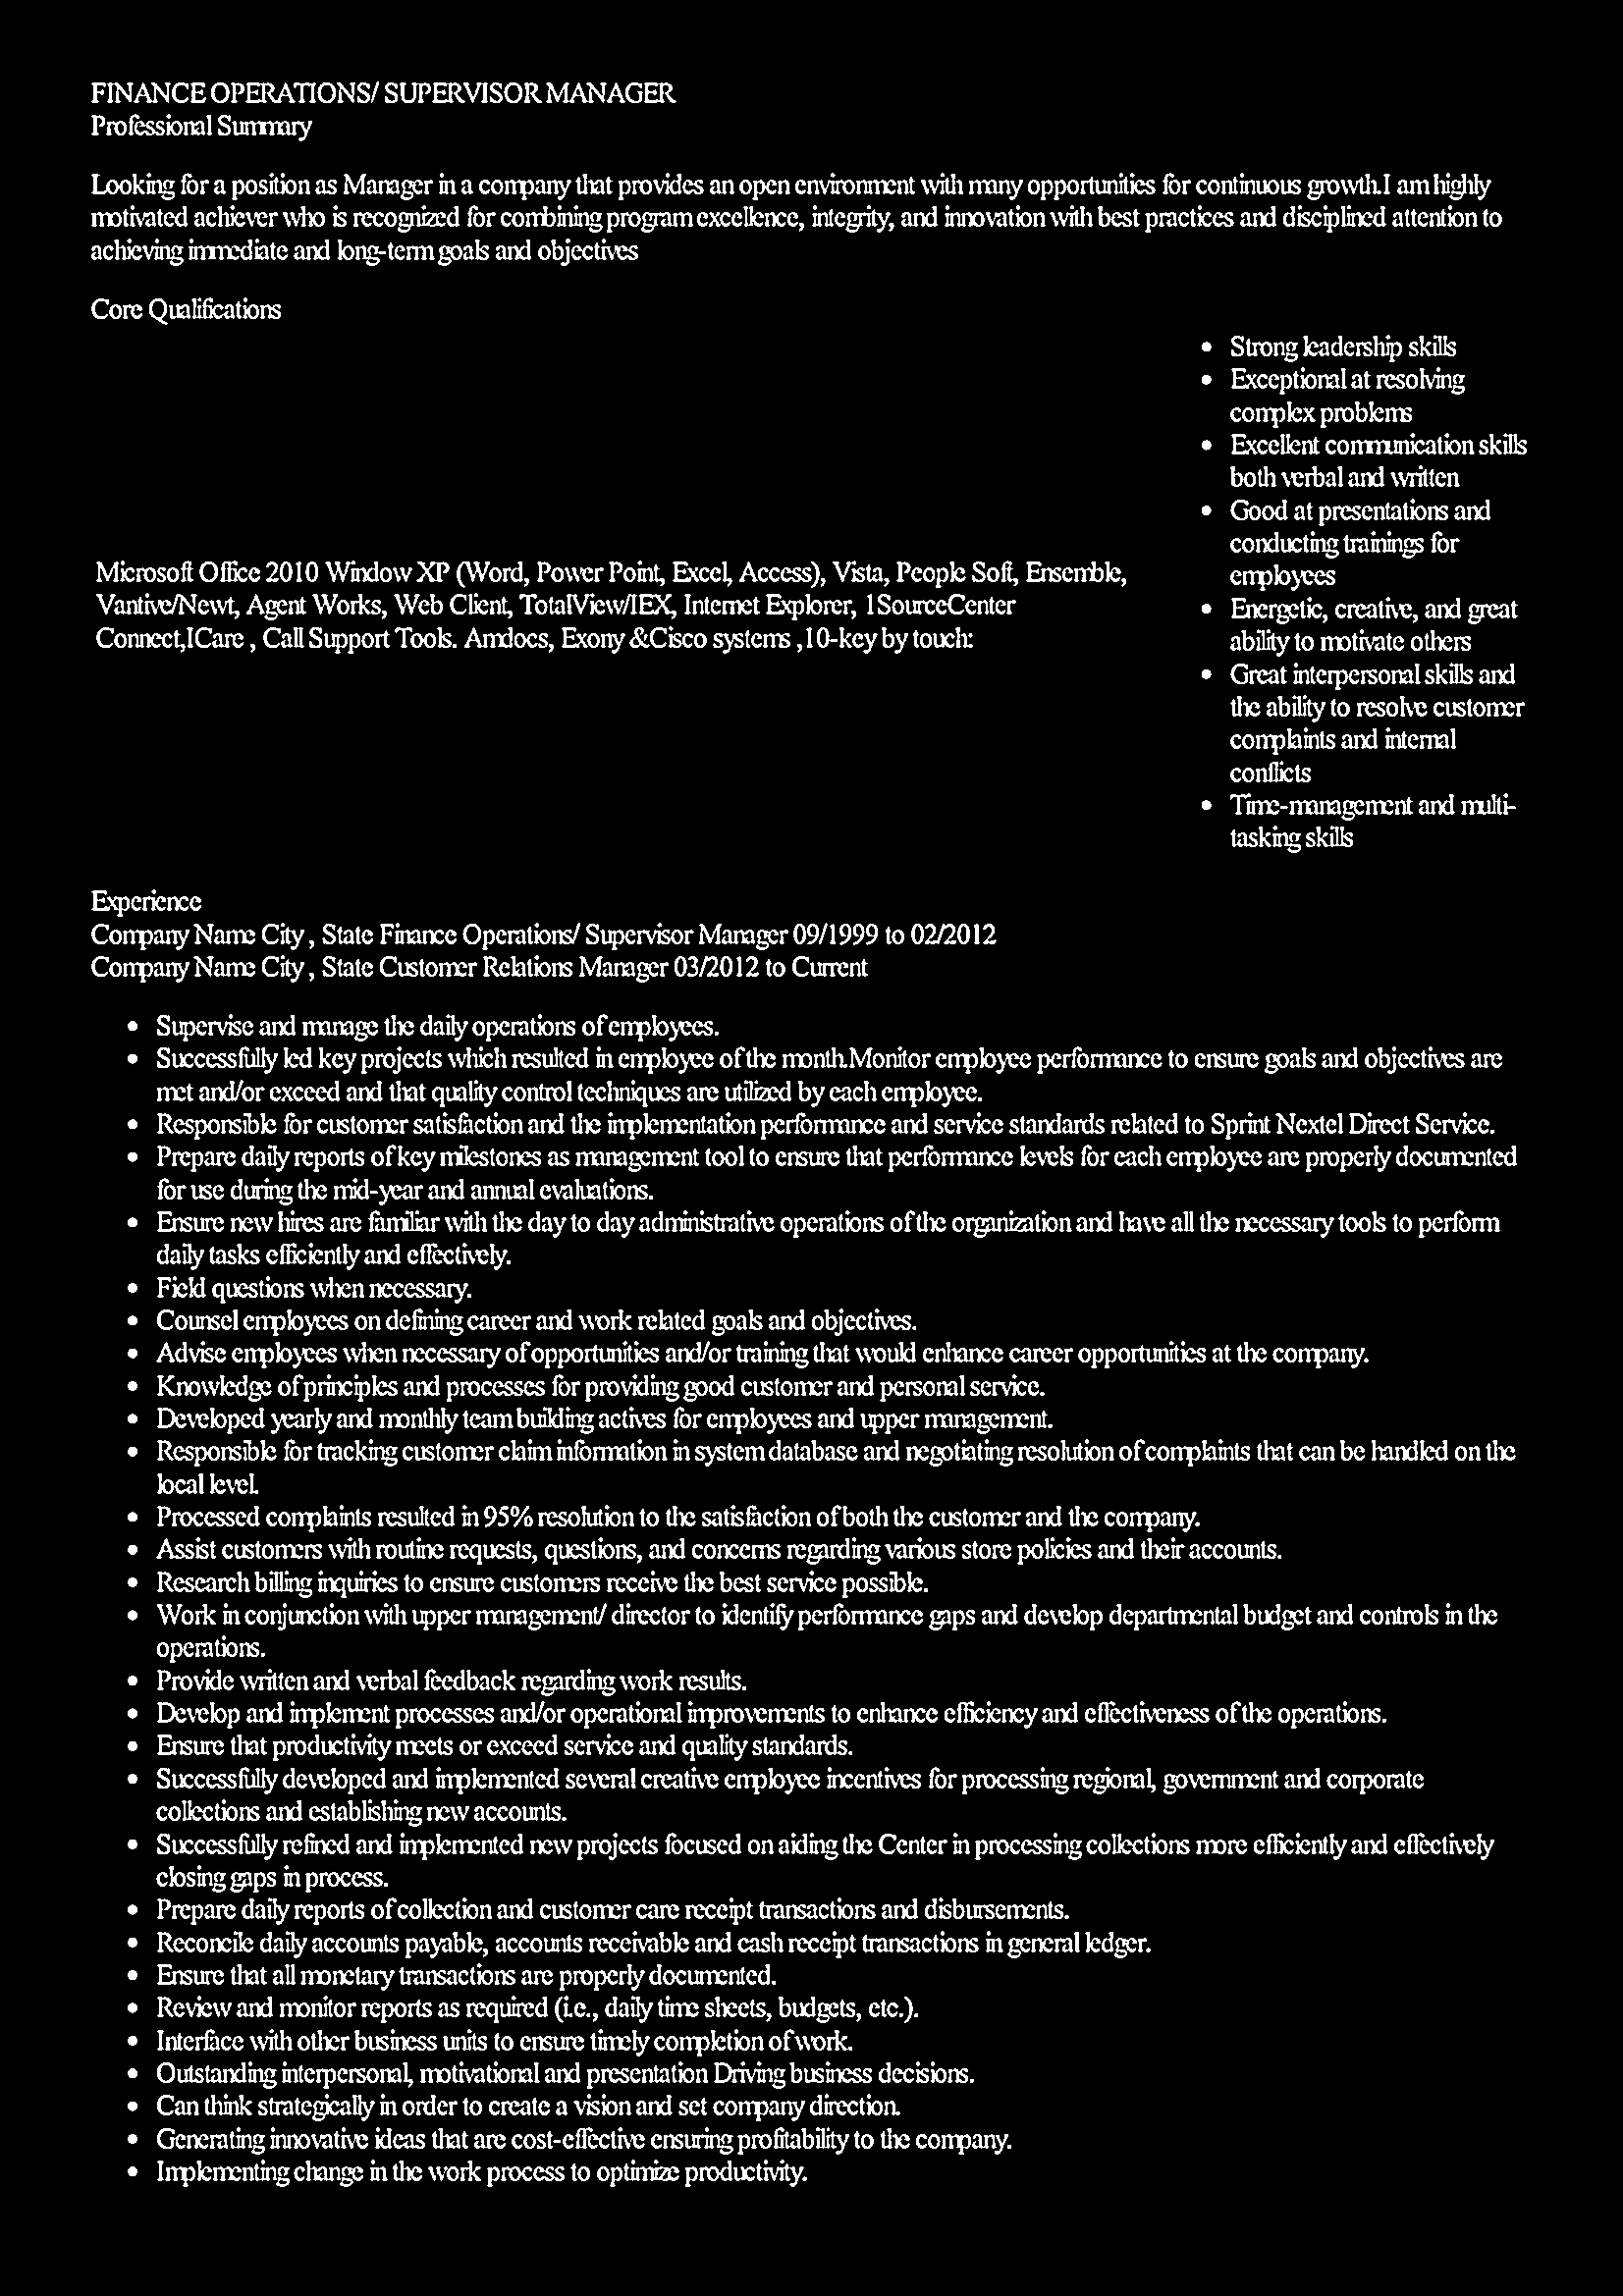 FINANCE OPERATIONS/ SUPERVISOR MANAGER
Professional Summary
Looking for a position as Manager in a company that provides an open environment with many opportunities for continuous growth.I am highly
motivated achiever who is recognized for combining program excellence, integrity, and innovation with best practices and disciplined attention to
achieving immediate and long-term goals and objectives
Core Qualifications
Microsoft Office 2010 Window XP (Word, Power Point, Excel, Access), Vista, People Soft, Ensemble,
Vantive/Newt, Agent Works, Web Client, TotalView/IEX, Internet Explorer, 1SourceCenter
Connect,ICare , Call Support Tools. Amdocs, Exony &Cisco systems ,10-key by touch:
• Strong leadership skills
• Exceptional at resolving
complex problems
• Excellent communication skills
both verbal and written
• Good at presentations and
conducting trainings for
employees
• Energetic, creative, and great
ability to motivate others
• Great interpersonal skills and
the ability to resolve customer
complaints and internal
conflicts
• Time-management and multi-
tasking skills
Experience
Company Name City , State Finance Operations/ Supervisor Manager 09/1999 to 02/2012
Company Name City , State Customer Relations Manager 03/2012 to Current
• Supervise and manage the daily operations of employees.
• Successfully led key projects which resulted in employee of the month.Monitor employee performance to ensure goals and objectives are
met and/or exceed and that quality control techniques are utilized by each employee.
• Responsible for customer satisfaction and the implementation performance and service standards related to Sprint Nextel Direct Service.
• Prepare daily reports of key milestones as management tool to ensure that performance levels for each employee are properly documented
for use during the mid-year and annual evaluations.
• Ensure new hires are familiar with the day to day administrative operations of the organization and have all the necessary tools to perform
daily tasks efficiently and effectively.
• Field questions when necessary.
• Counsel employees on defining career and work related goals and objectives.
• Advise employees when necessary of opportunities and/or training that would enhance career opportunities at the company.
• Knowledge of principles and processes for providing good customer and personal service.
• Developed yearly and monthly team building actives for employees and upper management.
• Responsible for tracking customer claim information in system database and negotiating resolution of complaints that can be handled on the
local level.
• Processed complaints resulted in 95% resolution to the satisfaction of both the customer and the company.
• Assist customers with routine requests, questions, and concerns regarding various store policies and their accounts.
• Research billing inquiries to ensure customers receive the best service possible.
• Work in conjunction with upper management/ director to identify performance gaps and develop departmental budget and controls in the
operations.
• Provide written and verbal feedback regarding work results.
• Develop and implement processes and/or operational improvements to enhance efficiency and effectiveness of the operations.
• Ensure that productivity meets or exceed service and quality standards.
• Successfully developed and implemented several creative employee incentives for processing regional, government and corporate
collections and establishing new accounts.
• Successfully refined and implemented new projects focused on aiding the Center in processing collections more efficiently and effectively
closing gaps in process.
• Prepare daily reports of collection and customer care receipt transactions and disbursements.
• Reconcile daily accounts payable, accounts receivable and cash receipt transactions in general ledger.
• Ensure that all monetary transactions are properly documented.
• Review and monitor reports as required (i.e., daily time sheets, budgets, etc.).
• Interface with other business units to ensure timely completion of work.
• Outstanding interpersonal, motivational and presentation Driving business decisions.
• Can think strategically in order to create a vision and set company direction.
• Generating innovative ideas that are cost-effective ensuring profitability to the company.
• Implementing change in the work process to optimize productivity.